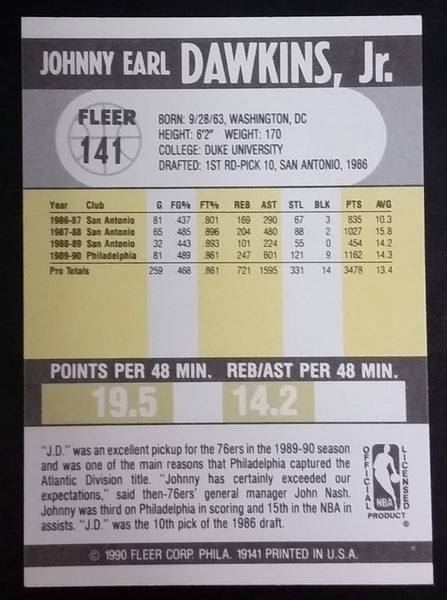 JOHNNY EARL DAWKINS, Jr.
FLEER
141
BORN: 9/28/63, WASHINGTON, DC
HEIGHT: 6'2" WEIGHT: 170
COLLEGE: DUKE UNIVERSITY
DRAFTED: 1ST RD-PICK 10, SAN ANTONIO, 1986
Year Club G FG% FT% REB AST STL BLK PTS AVG
1986-87 San Antonio 81 .437 .801 169 290 67 3 835 10.3
1987-88 San Antonio 65 .485 .896 204 480 88 2 1027 15.8
1988-89 San Antonio 32 .443 .893 101 224 55 0 454 14.2
1989-90 Philadelphia 81 .489 .861 247 601 121 9 1162 14.3
Pro Totals 259 .468 .861 721 1595 331 14 3478 13.4
POINTS PER 48 MIN. REB/AST PER 48 MIN.
19.5 14.2
"J.D." was an excellent pickup for the 76ers in the 1989-90 season
and was one of the main reasons that Philadelphia captured the
Atlantic Division title. "Johnny has certainly exceeded our
expectations," said then-76ers' general manager John Nash.
Johnny was third on Philadelphia in scoring and 15th in the NBA in
assists. "J.D." was the 10th pick of the 1986 draft.
OFFICIAL LICENSED
NBA
PRODUCT ®
© 1990 FLEER CORP. PHILA. 19141 PRINTED IN U.S.A.